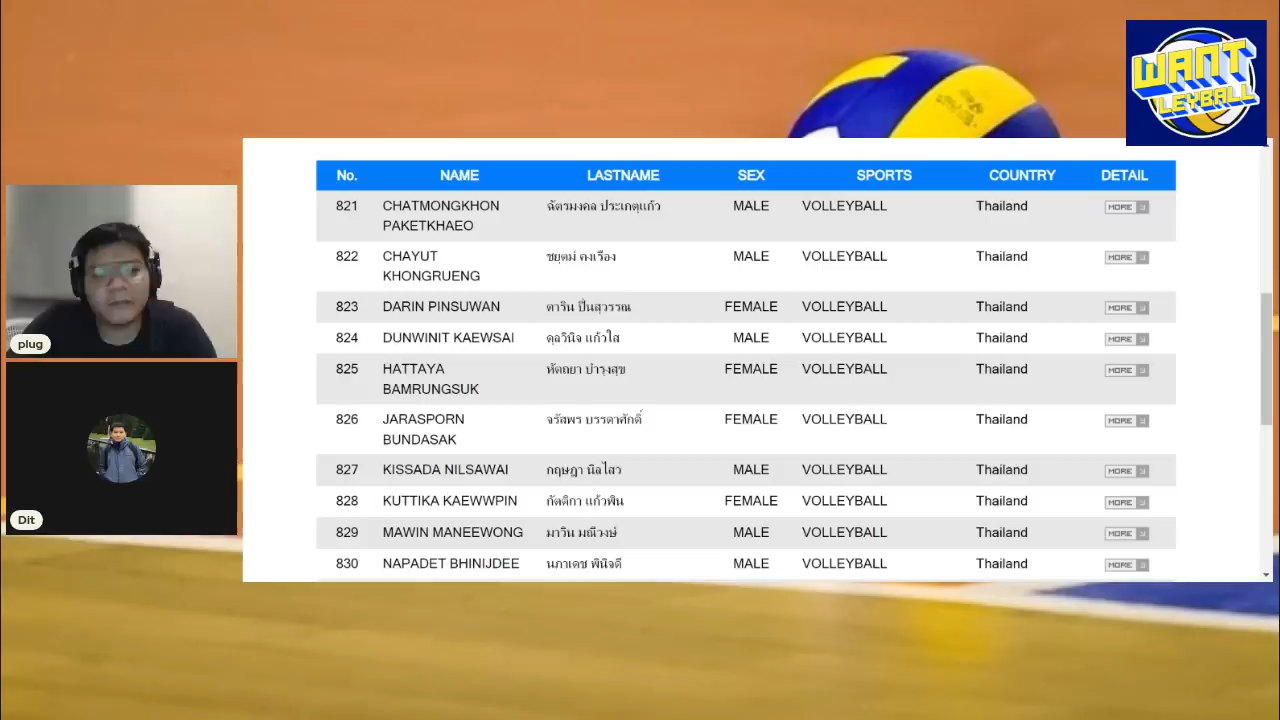 WANT
LEYBALL
No. NAME LASTNAME SEX SPORTS COUNTRY DETAIL
821 CHATMONGKHON ฉัตรมงคล ประเกตุแก้ว MALE VOLLEYBALL Thailand MORE
PAKETKHAEO
822 CHAYUT ชยุตม์ คงเรือง MALE VOLLEYBALL Thailand MORE
KHONGRUENG
823 DARIN PINSUWAN ดาริน ปิ่นสุวรรณ FEMALE VOLLEYBALL Thailand MORE
824 DUNWINIT KAEWSAI ดุลวินิจ แก้วใส MALE VOLLEYBALL Thailand MORE
825 HATTAYA หัตถยา บำรุงสุข FEMALE VOLLEYBALL Thailand MORE
BAMRUNGSUK
826 JARASPORN จรัสพร บรรดาศักดิ์ FEMALE VOLLEYBALL Thailand MORE
BUNDASAK
827 KISSADA NILSAWAI กฤษฎา นิลไสว MALE VOLLEYBALL Thailand MORE
828 KUTTIKA KAEWWPIN กัตติกา แก้วพิน FEMALE VOLLEYBALL Thailand MORE
829 MAWIN MANEEWONG มาวิน มณีวงษ์ MALE VOLLEYBALL Thailand MORE
830 NAPADET BHINIJDEE นภาเดช พินิจดี MALE VOLLEYBALL Thailand MORE
plug
Dit